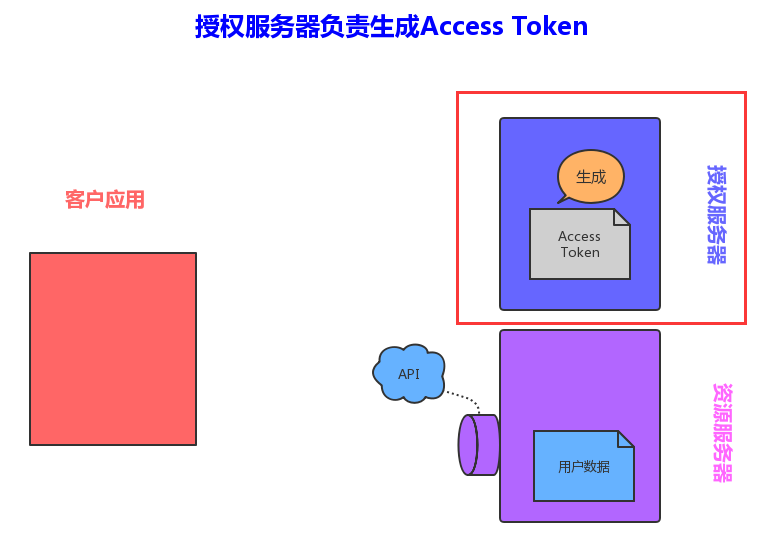 授权服务器负责生成Access Token
客户应用
生成
Access
Token
授权服务器
API
用户数据
资源服务器